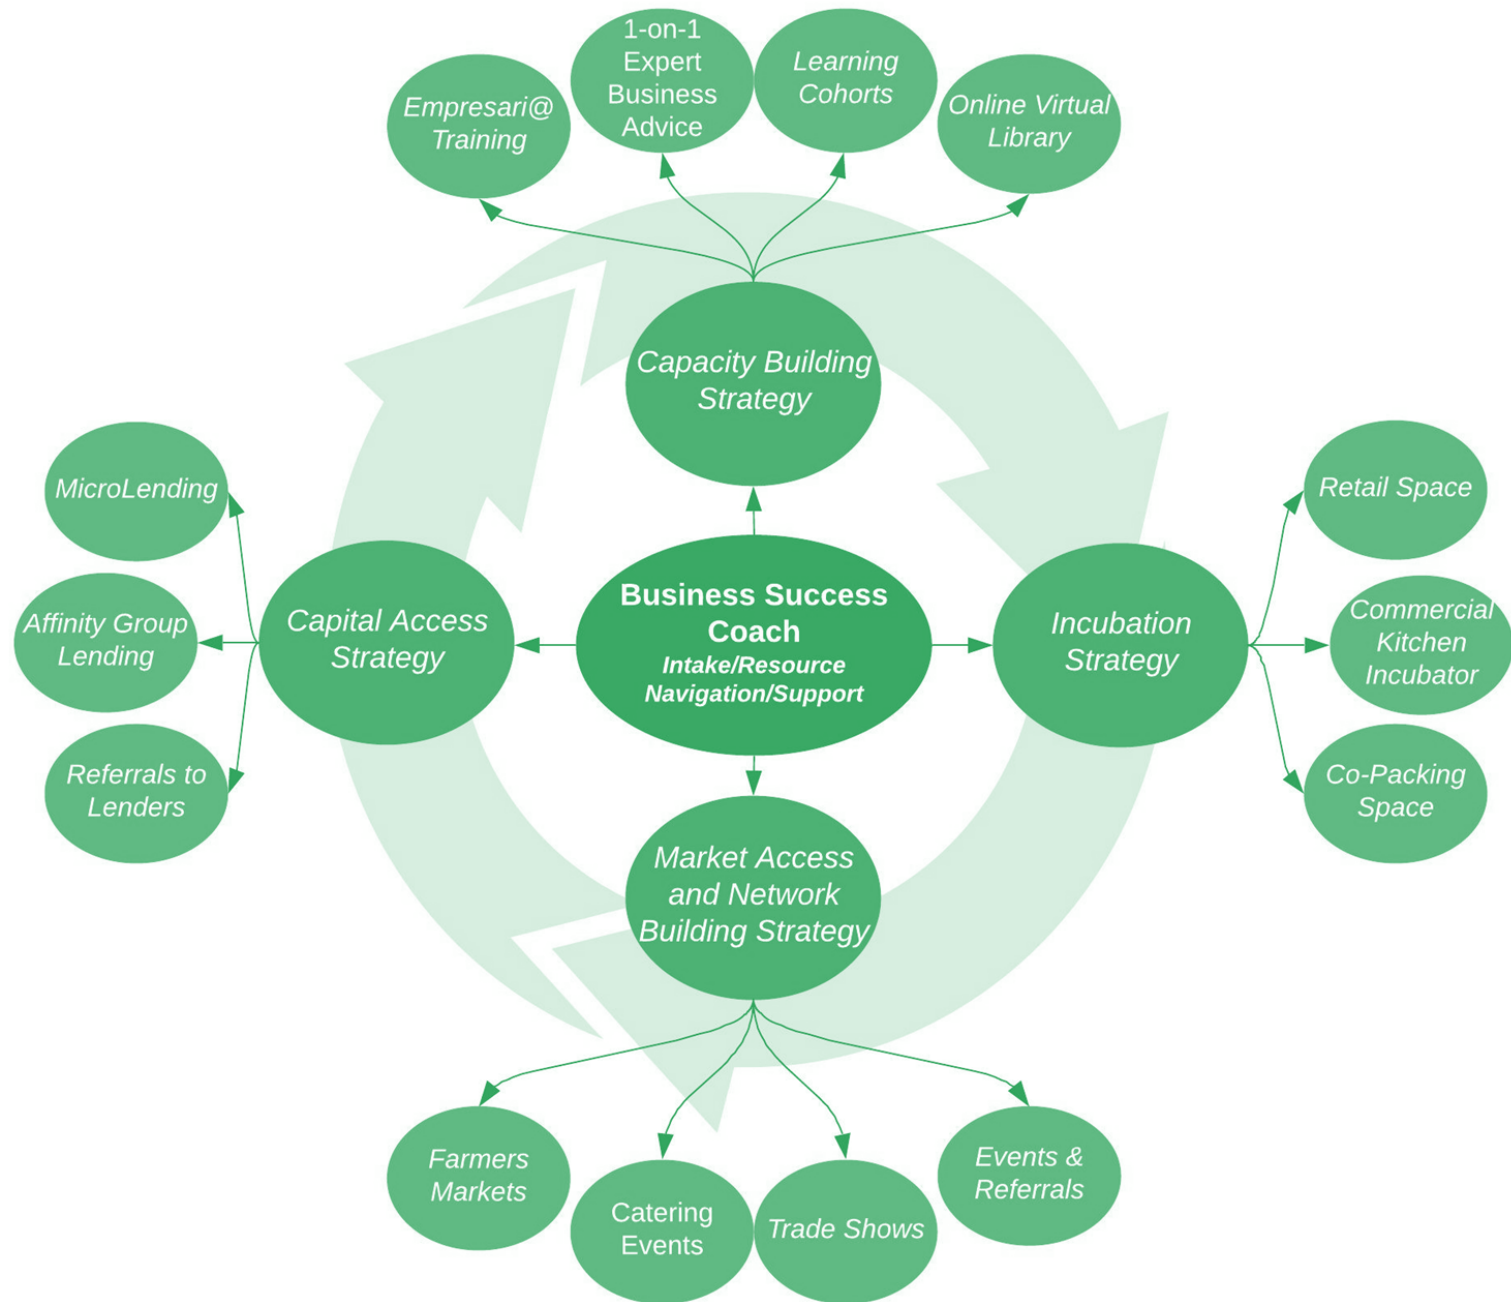 1-on-1
Expert
Business
Advice
Learning
Cohorts
Empresari@
Training
Online Virtual
Library
Capacity Building
Strategy
MicroLending
Retail Space
Affinity Group
Lending
Capital Access
Strategy
Business Success
Coach
Intake/Resource
Navigation/Support
Incubation
Strategy
Commercial
Kitchen
Incubator
Referrals to
Lenders
Co-Packing
Space
Market Access
and Network
Building Strategy
Farmers
Markets
Catering
Events
Trade Shows
Events &
Referrals